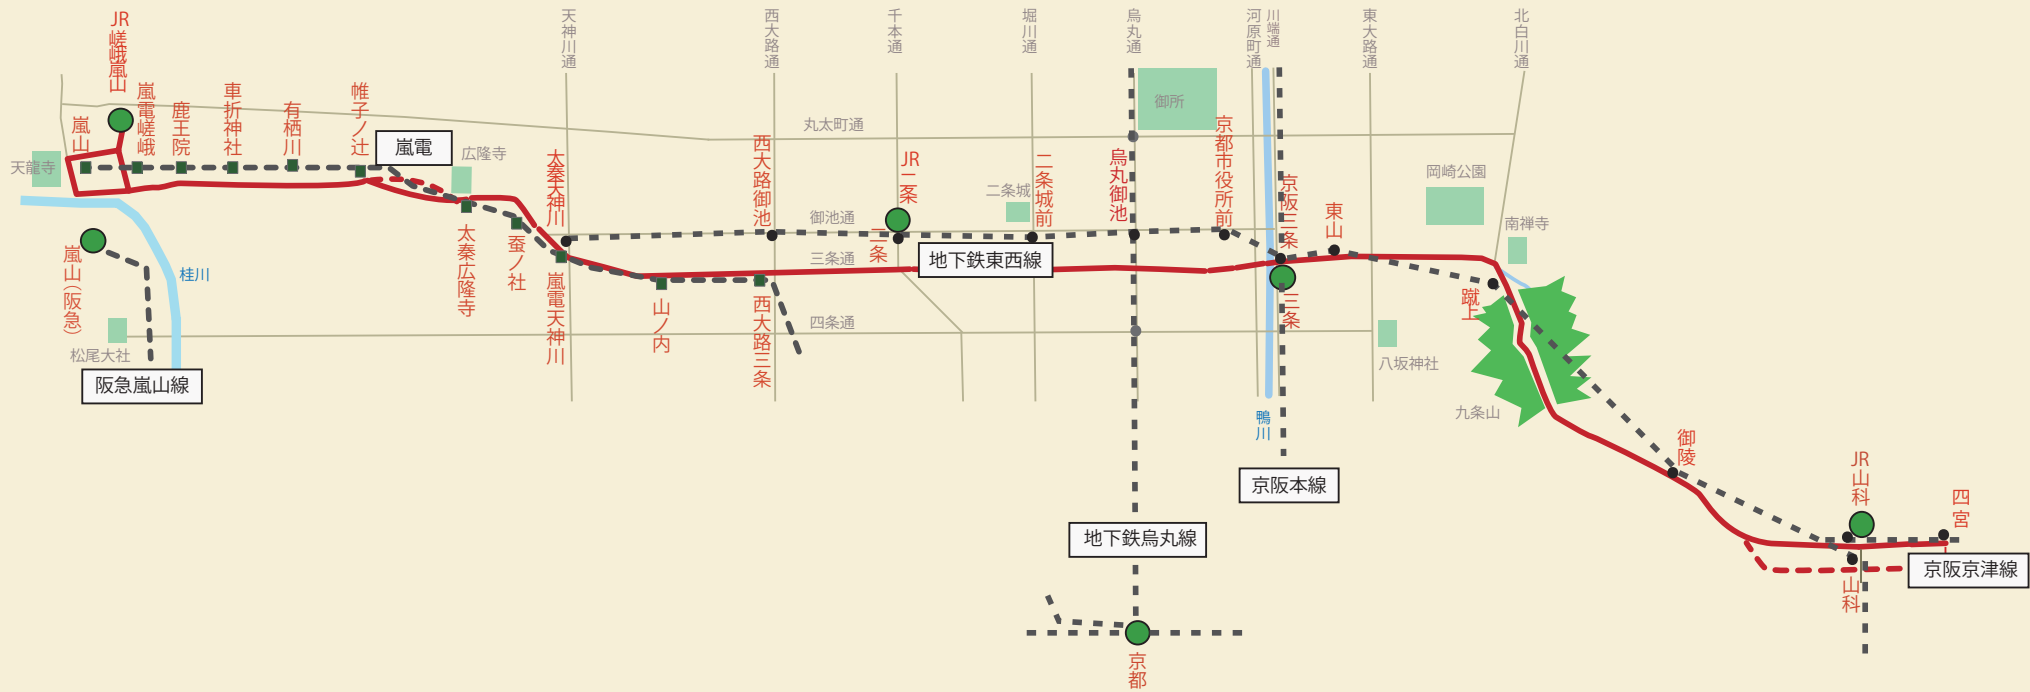 JR嵯峨嵐山
嵐山
嵐電嵯峨
鹿王院
車折神社
有栖川
帷子ノ辻
嵐電
天龍寺
広隆寺
天神川通
西大路通
千本通
堀川通
烏丸通
河原町通
川端通
東大路通
北白川通
丸太町通
御所
太秦天神川
西大路御池
JR二条
二条
二条城
二条城前
烏丸御池
京都市役所前
京阪三条
東山
岡崎公園
南禅寺
御池通
三条通
地下鉄東西線
四条通
嵐山(阪急)
桂川
松尾大社
阪急嵐山線
太秦広隆寺
蚕ノ社
嵐電天神川
山ノ内
西大路三条
三条
蹴上
八坂神社
九条山
鴨川
京阪本線
地下鉄烏丸線
京都
御陵
JR山科
四宮
山科
京阪京津線